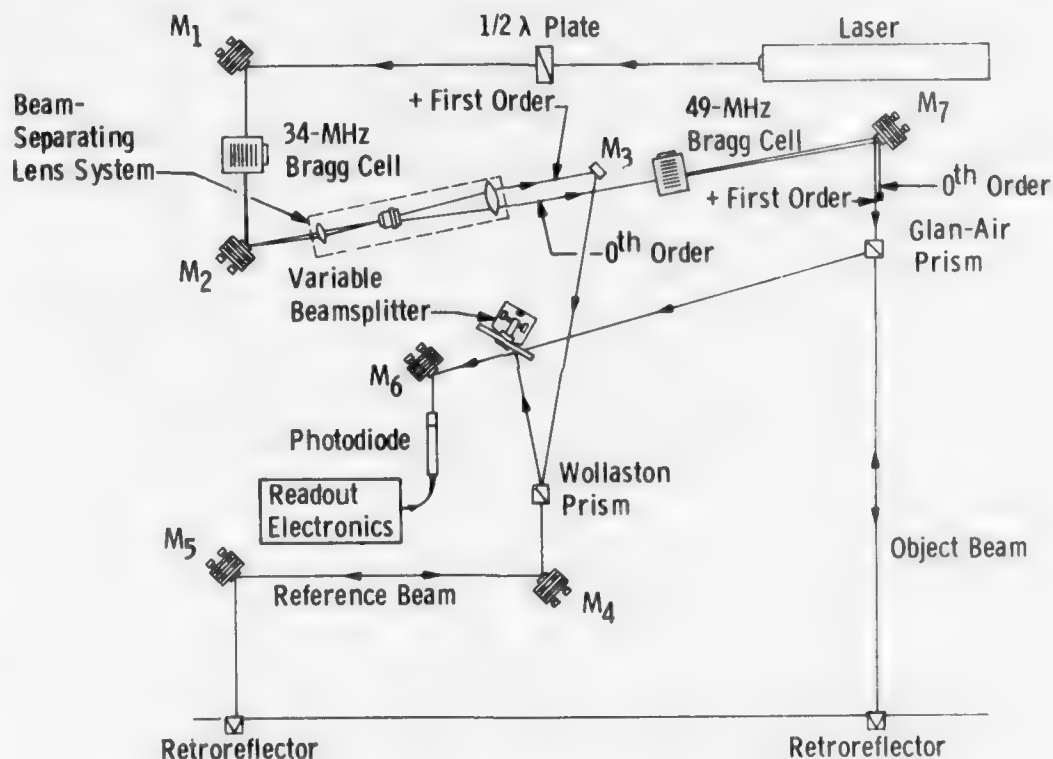 M1
1/2 λ Plate
Laser
Beam-
Separating
Lens System
34-MHz
Bragg Cell
+ First Order
M3
49-MHz
Bragg Cell
M7
0th Order
+ First Order
Glan-Air
Prism
M2
-0th Order
Variable
Beamsplitter
M6
Photodiode
Readout
Electronics
Wollaston
Prism
M5
Reference Beam
M4
Object Beam
Retroreflector
Retroreflector